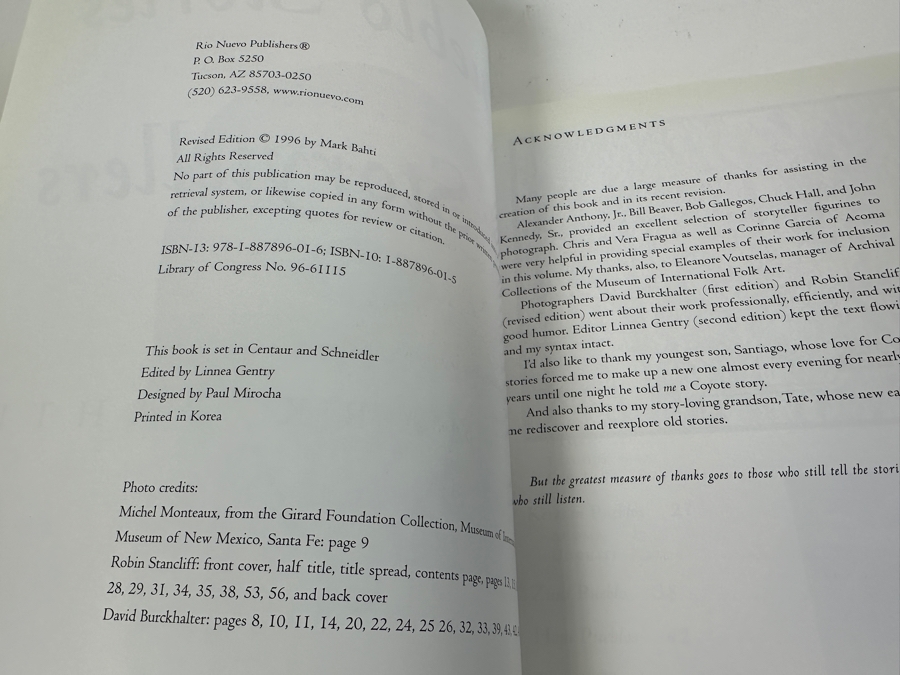 Rio Nuevo Publishers®
P. O. Box 5250
Tucson, AZ 85703-0250
(520) 623-9558, www.rionuevo.com
Revised Edition © 1996 by Mark Bahti
All Rights Reserved
No part of this publication may be reproduced, stored in or introduced
retrieval system, or likewise copied in any form without the prior written
of the publisher, excepting quotes for review or citation.
ISBN-13: 978-1-887896-01-6; ISBN-10: 1-887896-01-5
Library of Congress No. 96-61115
This book is set in Centaur and Schneidler
Edited by Linnea Gentry
Designed by Paul Mirocha
Printed in Korea
Photo credits:
Michel Monteaux, from the Girard Foundation Collection, Museum of
Museum of New Mexico, Santa Fe: page 9
Robin Stancliff: front cover, half title, title spread, contents page, pages 13,
28, 29, 31, 34, 35, 38, 53, 56, and back cover
David Burckhalter: pages 8, 10, 11, 14, 20, 22, 24, 25 26, 32, 33, 39, 43,
ACKNOWLEDGMENTS
Many people are due a large measure of thanks for assisting in the
creation of this book and in its recent revision.
Alexander Anthony, Jr., Bill Beaver, Bob Gallegos, Chuck Hall, and John
Kennedy, Sr., provided an excellent selection of storyteller figurines to
photograph. Chris and Vera Fragua as well as Corinne Garcia of Acoma
were very helpful in providing special examples of their work for inclusion
in this volume. My thanks, also, to Eleanore Voutselas, manager of Archival
Collections of the Museum of International Folk Art.
Photographers David Burckhalter (first edition) and Robin Stancliff
(revised edition) went about their work professionally, efficiently, and wit
good humor. Editor Linnea Gentry (second edition) kept the text flowi
and my syntax intact.
I'd also like to thank my youngest son, Santiago, whose love for Co
stories forced me to make up a new one almost every evening for nearly
years until one night he told me a Coyote story.
And also thanks to my story-loving grandson, Tate, whose new ea
me rediscover and reexplore old stories.
But the greatest measure of thanks goes to those who still tell the stori
who still listen.